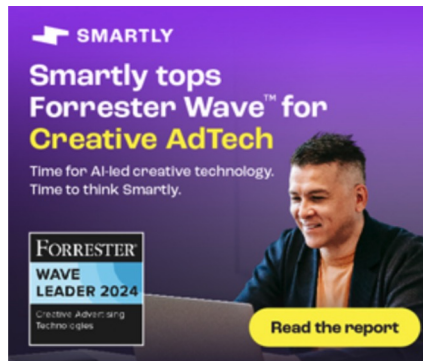 SMARTLY
Smartly tops
Forrester Wave™ for
Creative AdTech
Time for AI-led creative technology.
Time to think Smartly.
FORRESTER®
WAVE
LEADER 2024
Creative Advertising
Technologies
Read the report